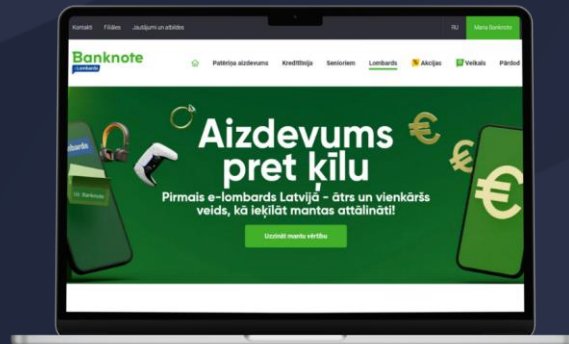 Kontakti Filiāles Jautājumi un atbildes RU Mana Banknote
Banknote
Lombards
Patēriņa aizdevums Kredītlīnija Senioriem Lombards % Akcijas Veikals Pārdod
Aizdevums
pret ķīlu
Pirmais e-lombards Latvijā - ātrs un vienkāršs
veids, kā ieķīlāt mantas attālināti!
Uzzināt mantu vērtību